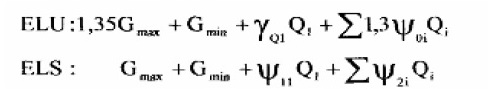 ELU:1,35G_max + G_min + γ_Q1 Q_1 + ∑1,3ψ_0i Q_i
ELS : G_max + G_min + ψ_11 Q_1 + ∑ψ_2i Q_i